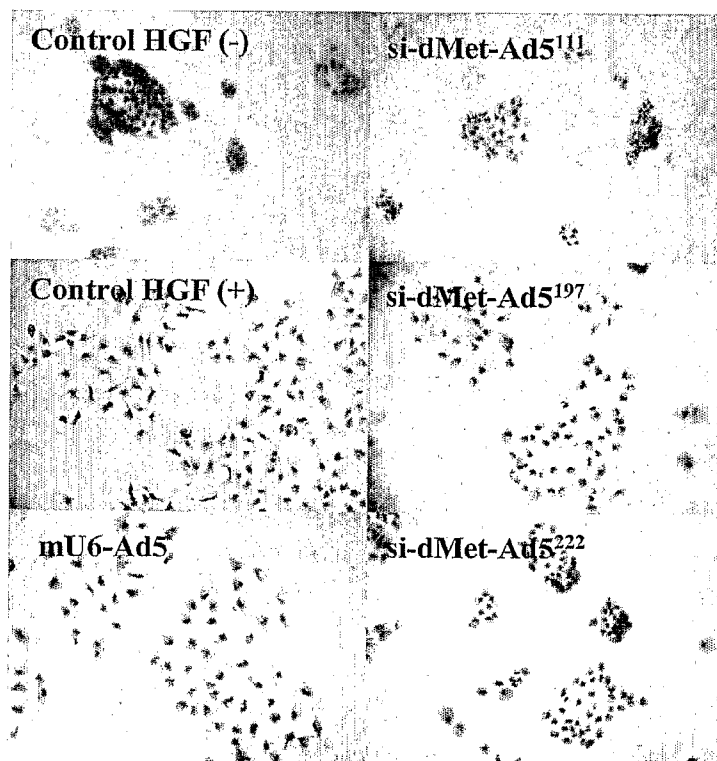 Control HGF (-)
si-dMet-Ad5¹¹¹
Control HGF (+)
si-dMet-Ad5¹⁹⁷
mU6-Ad5
si-dMet-Ad5²²²